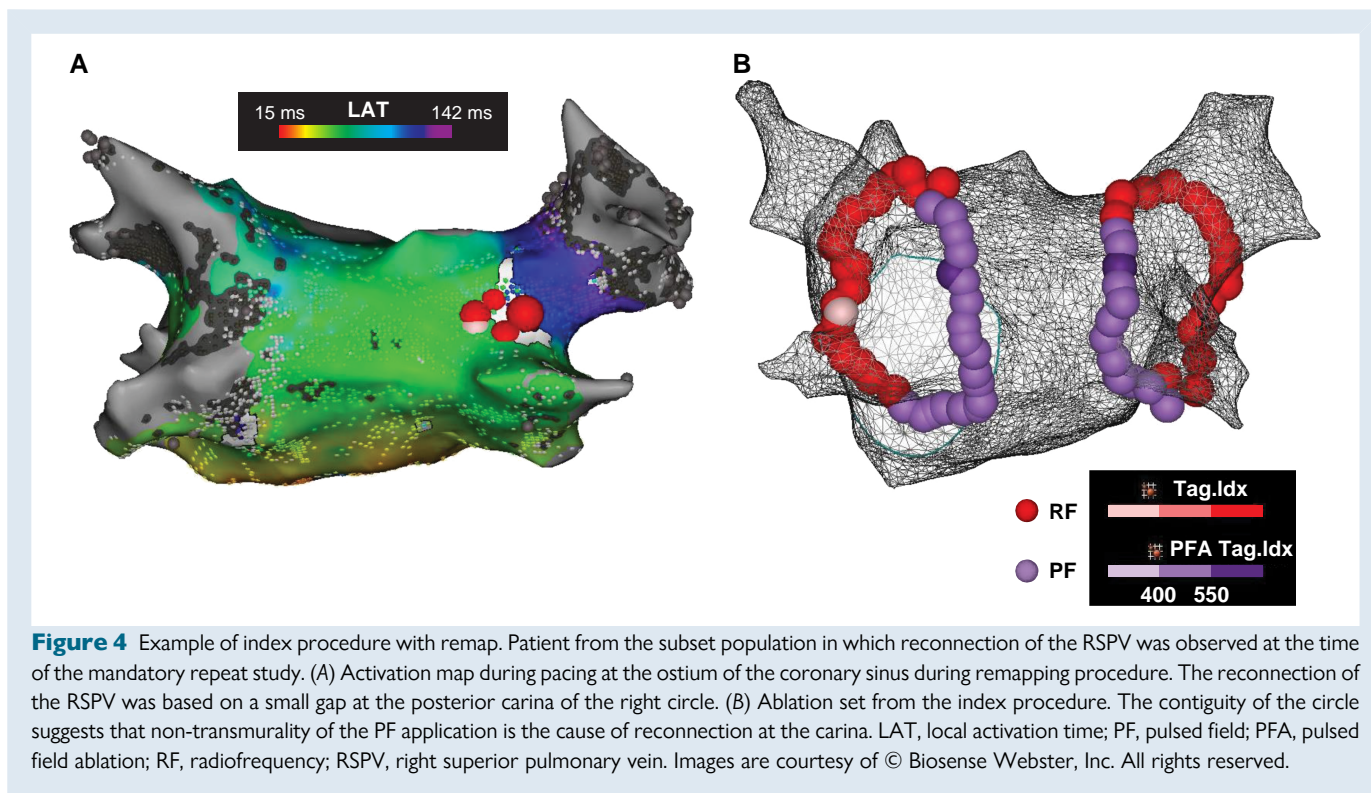 A
15 ms LAT 142 ms
B
RF
Tag.Idx
PF
PFA Tag.Idx
400 550
Figure 4 Example of index procedure with remap. Patient from the subset population in which reconnection of the RSPV was observed at the time
of the mandatory repeat study. (A) Activation map during pacing at the ostium of the coronary sinus during remapping procedure. The reconnection of
the RSPV was based on a small gap at the posterior carina of the right circle. (B) Ablation set from the index procedure. The contiguity of the circle
suggests that non-transmurality of the PF application is the cause of reconnection at the carina. LAT, local activation time; PF, pulsed field; PFA, pulsed
field ablation; RF, radiofrequency; RSPV, right superior pulmonary vein. Images are courtesy of © Biosense Webster, Inc. All rights reserved.